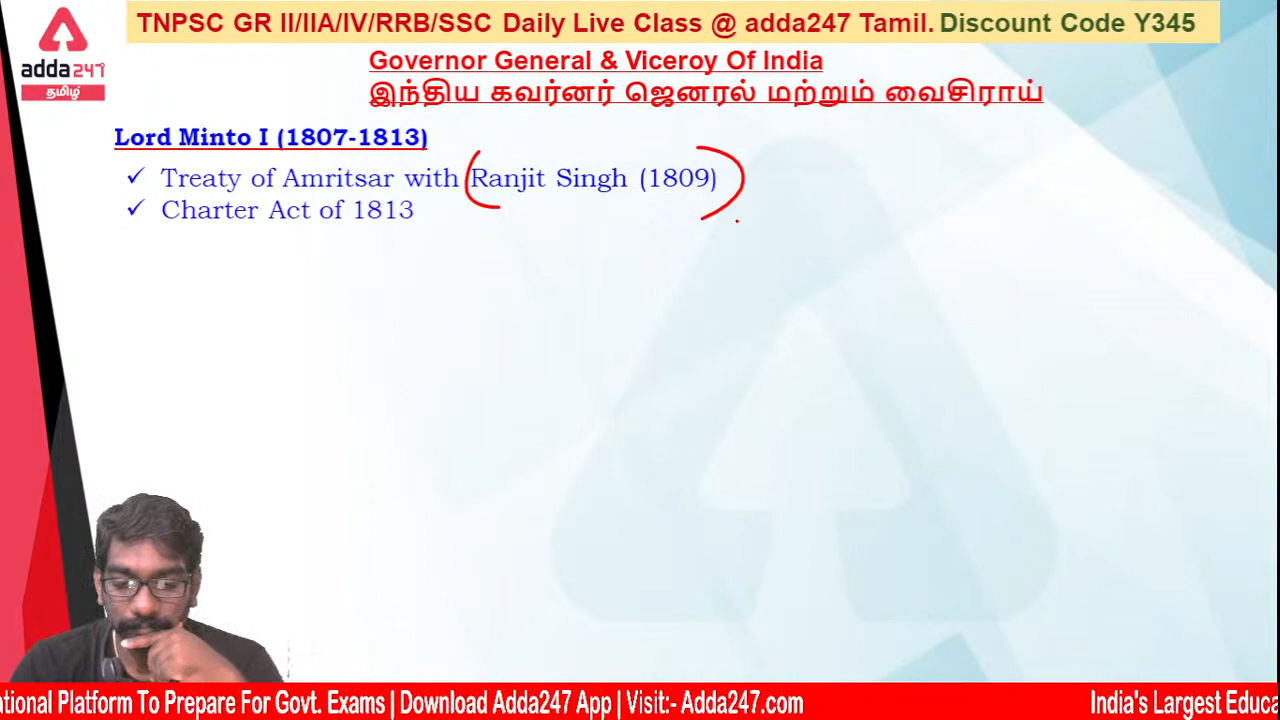 TNPSC GR II/IIA/IV/RRB/SSC Daily Live Class @ adda247 Tamil. Discount Code Y345
adda247
தமிழ்
Governor General & Viceroy Of India
இந்திய கவர்னர் ஜெனரல் மற்றும் வைசிராய்
Lord Minto I (1807-1813)
✓ Treaty of Amritsar with Ranjit Singh (1809)
✓ Charter Act of 1813
ational Platform To Prepare For Govt. Exams | Download Adda247 App | Visit:- Adda247.com
India's Largest Educa